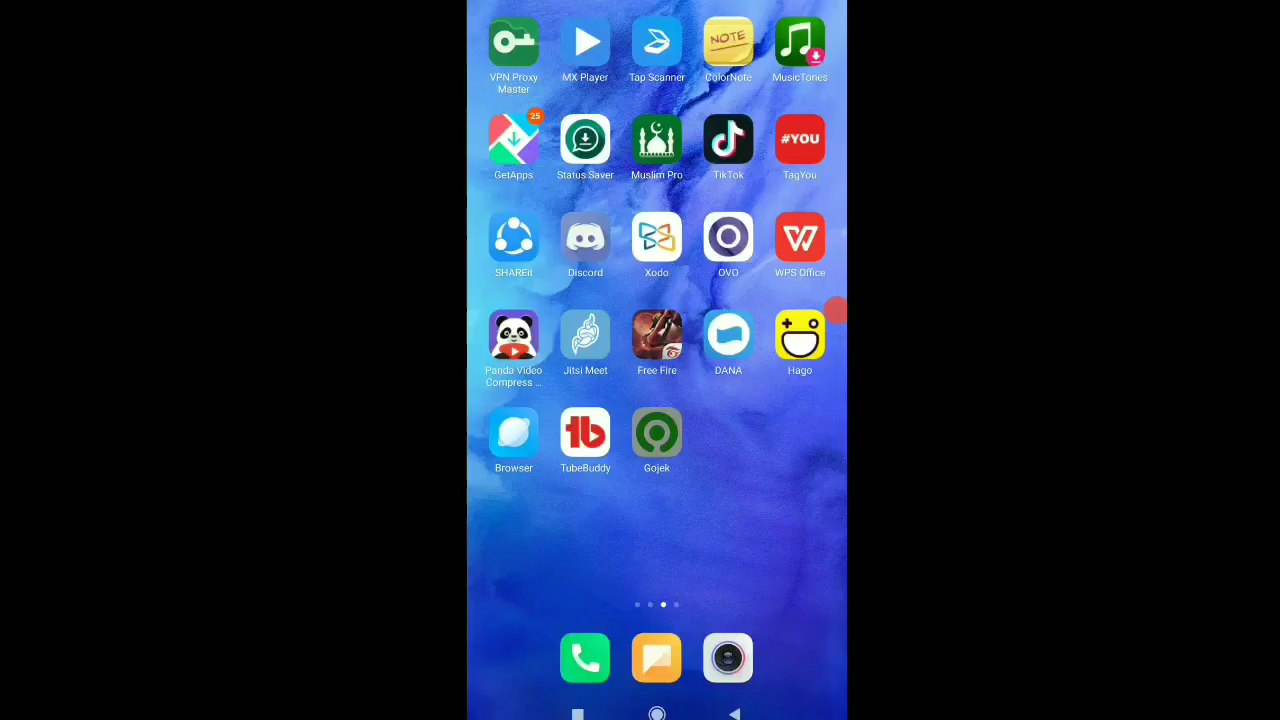 VPN Proxy
Master
MX Player
Tap Scanner
NOTE
ColorNote
MusicTones
25
GetApps
Status Saver
Muslim Pro
TikTok
#YOU
TagYou
SHAREit
Discord
Xodo
OVO
WPS Office
Panda Video
Compress ...
Jitsi Meet
Free Fire
DANA
Hago
Browser
tb
TubeBuddy
Gojek